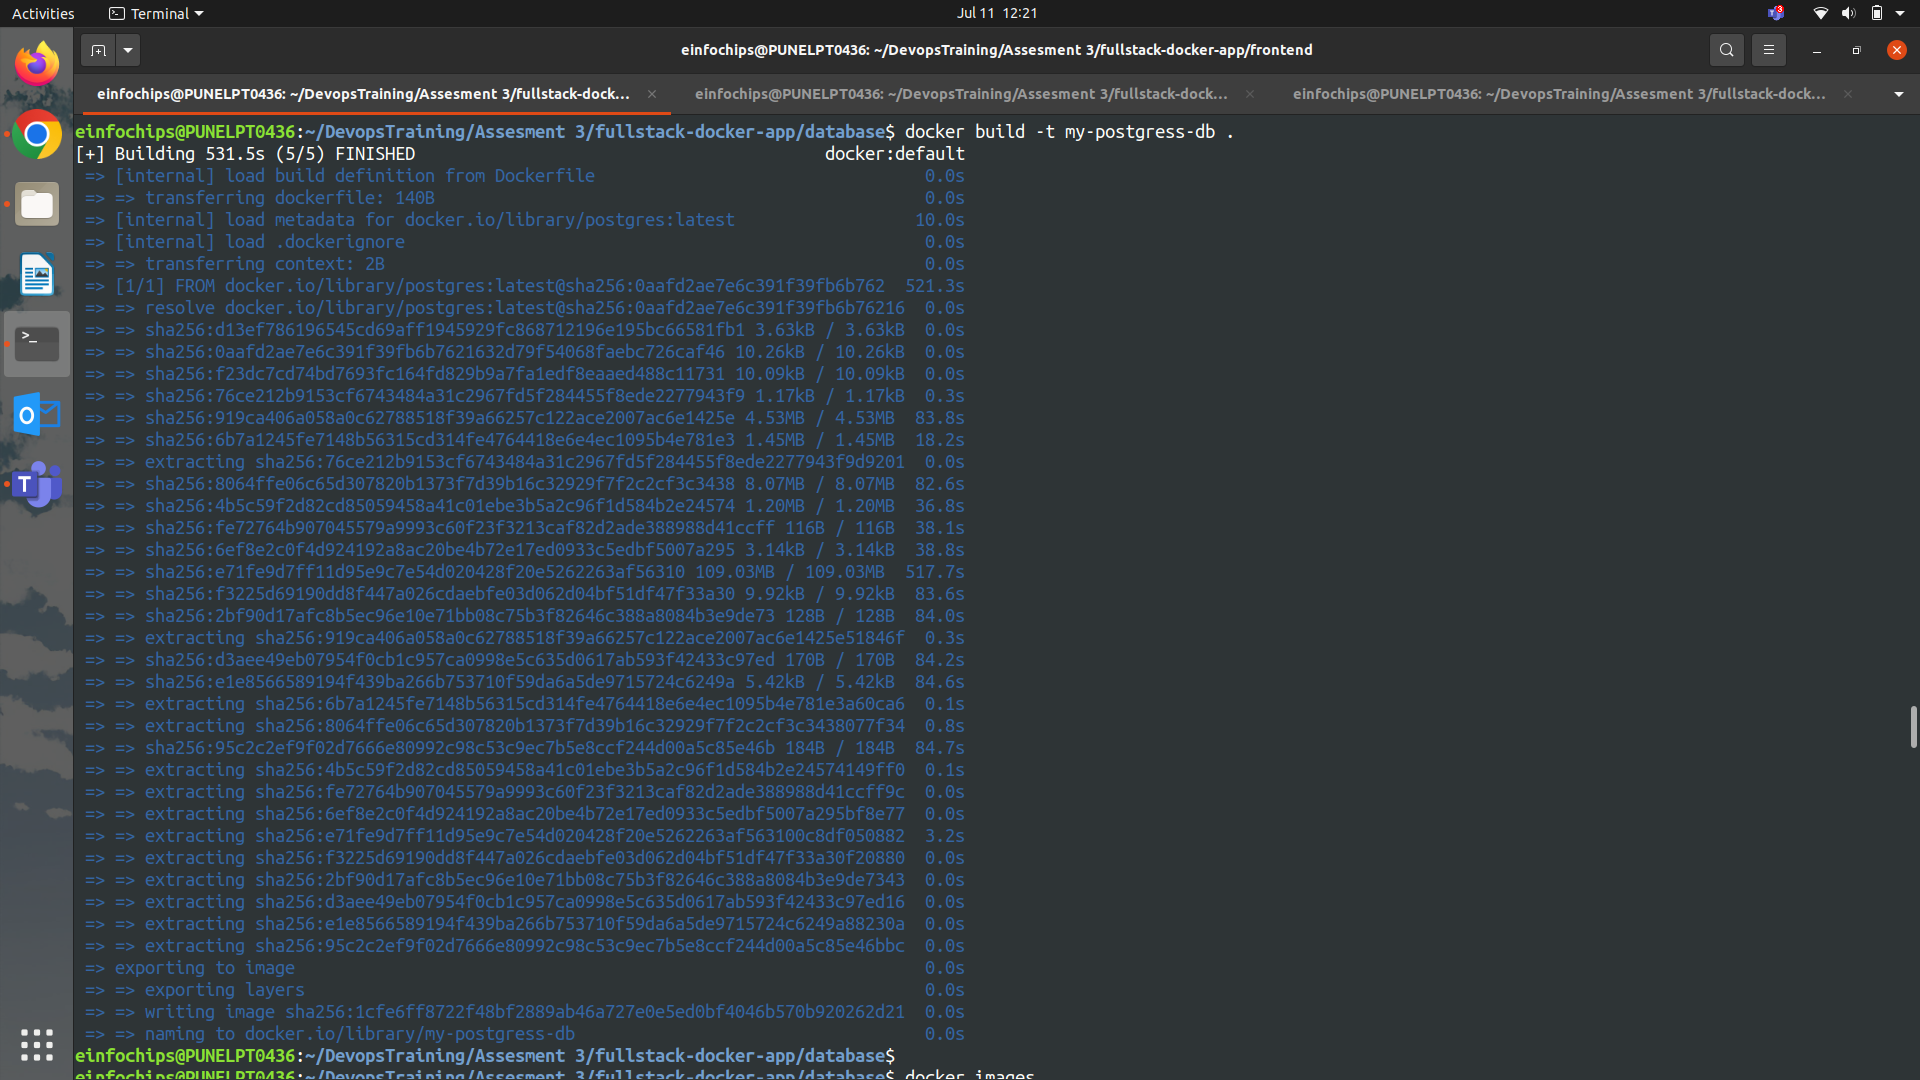 Activities
Terminal
Jul 11 12:21
3
einfochips@PUNELPT0436: ~/DevopsTraining/Assesment 3/fullstack-docker-app/frontend
einfochips@PUNELPT0436: ~/DevopsTraining/Assesment 3/fullstack-dock...
einfochips@PUNELPT0436: ~/DevopsTraining/Assesment 3/fullstack-dock...
einfochips@PUNELPT0436: ~/DevopsTraining/Assesment 3/fullstack-dock...
einfochips@PUNELPT0436:~/DevopsTraining/Assesment 3/fullstack-docker-app/database$ docker build -t my-postgress-db .
[+] Building 531.5s (5/5) FINISHED docker:default
=> [internal] load build definition from Dockerfile 0.0s
=> => transferring dockerfile: 140B 0.0s
=> [internal] load metadata for docker.io/library/postgres:latest 10.0s
=> [internal] load .dockerignore 0.0s
=> => transferring context: 2B 0.0s
=> [1/1] FROM docker.io/library/postgres:latest@sha256:0aafd2ae7e6c391f39fb6b762 521.3s
=> => resolve docker.io/library/postgres:latest@sha256:0aafd2ae7e6c391f39fb6b76216 0.0s
=> => sha256:d13ef786196545cd69aff1945929fc868712196e195bc66581fb1 3.63kB / 3.63kB 0.0s
=> => sha256:0aafd2ae7e6c391f39fb6b7621632d79f54068faebc726caf46 10.26kB / 10.26kB 0.0s
=> => sha256:f23dc7cd74bd7693fc164fd829b9a7fa1edf8eaaed488c11731 10.09kB / 10.09kB 0.0s
=> => sha256:76ce212b9153cf6743484a31c2967fd5f284455f8ede2277943f9 1.17kB / 1.17kB 0.3s
=> => sha256:919ca406a058a0c62788518f39a66257c122ace2007ac6e1425e 4.53MB / 4.53MB 83.8s
=> => sha256:6b7a1245fe7148b56315cd314fe4764418e6e4ec1095b4e781e3 1.45MB / 1.45MB 18.2s
=> => extracting sha256:76ce212b9153cf6743484a31c2967fd5f284455f8ede2277943f9d9201 0.0s
=> => sha256:8064ffe06c65d307820b1373f7d39b16c32929f7f2c2cf3c3438 8.07MB / 8.07MB 82.6s
=> => sha256:4b5c59f2d82cd85059458a41c01ebe3b5a2c96f1d584b2e24574 1.20MB / 1.20MB 36.8s
=> => sha256:fe72764b907045579a9993c60f23f3213caf82d2ade388988d41ccff 116B / 116B 38.1s
=> => sha256:6ef8e2c0f4d924192a8ac20be4b72e17ed0933c5edbf5007a295 3.14kB / 3.14kB 38.8s
=> => sha256:e71fe9d7ff11d95e9c7e54d020428f20e5262263af56310 109.03MB / 109.03MB 517.7s
=> => sha256:f3225d69190dd8f447a026cdaebfe03d062d04bf51df47f33a30 9.92kB / 9.92kB 83.6s
=> => sha256:2bf90d17afc8b5ec96e10e71bb08c75b3f82646c388a8084b3e9de73 128B / 128B 84.0s
=> => extracting sha256:919ca406a058a0c62788518f39a66257c122ace2007ac6e1425e51846f 0.3s
=> => sha256:d3aee49eb07954f0cb1c957ca0998e5c635d0617ab593f42433c97ed 170B / 170B 84.2s
=> => sha256:e1e8566589194f439ba266b753710f59da6a5de9715724c6249a 5.42kB / 5.42kB 84.6s
=> => extracting sha256:6b7a1245fe7148b56315cd314fe4764418e6e4ec1095b4e781e3a60ca6 0.1s
=> => extracting sha256:8064ffe06c65d307820b1373f7d39b16c32929f7f2c2cf3c3438077f34 0.8s
=> => sha256:95c2c2ef9f02d7666e80992c98c53c9ec7b5e8ccf244d00a5c85e46b 184B / 184B 84.7s
=> => extracting sha256:4b5c59f2d82cd85059458a41c01ebe3b5a2c96f1d584b2e24574149ff0 0.1s
=> => extracting sha256:fe72764b907045579a9993c60f23f3213caf82d2ade388988d41ccff9c 0.0s
=> => extracting sha256:6ef8e2c0f4d924192a8ac20be4b72e17ed0933c5edbf5007a295bf8e77 0.0s
=> => extracting sha256:e71fe9d7ff11d95e9c7e54d020428f20e5262263af563100c8df050882 3.2s
=> => extracting sha256:f3225d69190dd8f447a026cdaebfe03d062d04bf51df47f33a30f20880 0.0s
=> => extracting sha256:2bf90d17afc8b5ec96e10e71bb08c75b3f82646c388a8084b3e9de7343 0.0s
=> => extracting sha256:d3aee49eb07954f0cb1c957ca0998e5c635d0617ab593f42433c97ed16 0.0s
=> => extracting sha256:e1e8566589194f439ba266b753710f59da6a5de9715724c6249a88230a 0.0s
=> => extracting sha256:95c2c2ef9f02d7666e80992c98c53c9ec7b5e8ccf244d00a5c85e46bbc 0.0s
=> exporting to image 0.0s
=> => exporting layers 0.0s
=> => writing image sha256:1cfe6ff8722f48bf2889ab46a727e0e5ed0bf4046b570b920262d21 0.0s
=> => naming to docker.io/library/my-postgress-db 0.0s
einfochips@PUNELPT0436:~/DevopsTraining/Assesment 3/fullstack-docker-app/database$
einfochips@PUNELPT0436:~/DevopsTraining/Assesment 3/fullstack-docker-app/database$ docker images